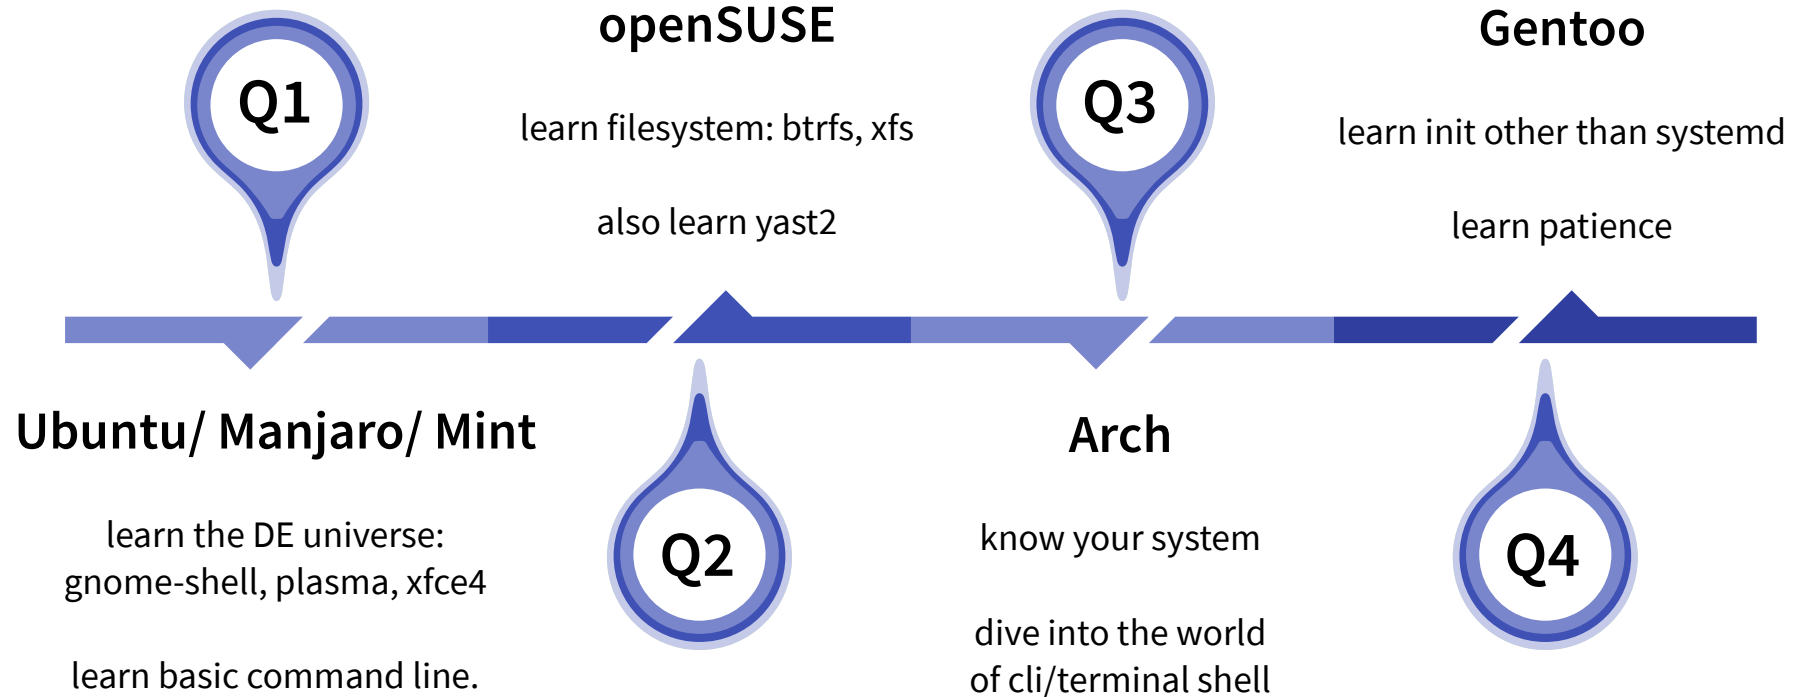 Q1
Ubuntu/ Manjaro/ Mint
learn the DE universe:
gnome-shell, plasma, xfce4
learn basic command line.
openSUSE
learn filesystem: btrfs, xfs
also learn yast2
Q2
Q3
Arch
know your system
dive into the world
of cli/terminal shell
Gentoo
learn init other than systemd
learn patience
Q4